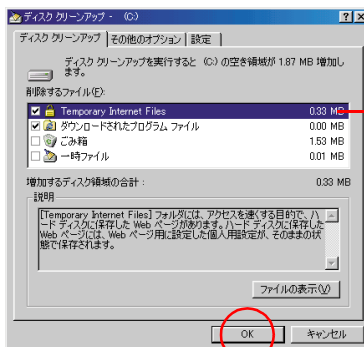 ディスク クリーンアップ - (C:)
ディスク クリーンアップ その他のオプション 設定
ディスク クリーンアップを実行すると (C:) の空き領域が 1.87 MB 増加し
ます。
削除するファイル(F):
Temporary Internet Files 0.33 MB
ダウンロードされたプログラム ファイル 0.00 MB
ごみ箱 1.53 MB
一時ファイル 0.01 MB
増加するディスク領域の合計: 0.33 MB
説明
[Temporary Internet Files] フォルダには、アクセスを速くする目的で、ハ
ード ディスクに保存した Web ページがあります。ハード ディスクに保存した
Web ページには、Web ページ用に設定した個人用設定が、そのままの状
態で保存されます。
ファイルの表示(V)
OK キャンセル